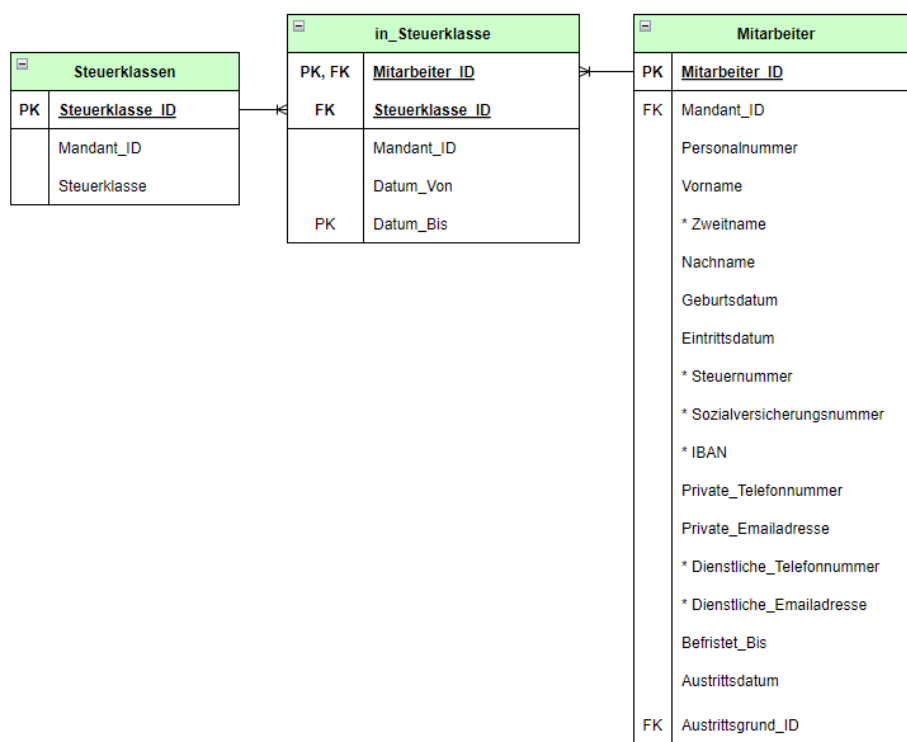 Steuerklassen
PK Steuerklasse_ID
Mandant_ID
Steuerklasse
in_Steuerklasse
PK, FK Mitarbeiter_ID
FK Steuerklasse_ID
Mandant_ID
Datum_Von
PK Datum_Bis
Mitarbeiter
PK Mitarbeiter_ID
FK Mandant_ID
Personalnummer
Vorname
* Zweitname
Nachname
Geburtsdatum
Eintrittsdatum
* Steuernummer
* Sozialversicherungsnummer
* IBAN
Private_Telefonnummer
Private_Emailadresse
* Dienstliche_Telefonnummer
* Dienstliche_Emailadresse
Befristet_Bis
Austrittsdatum
FK Austrittsgrund_ID